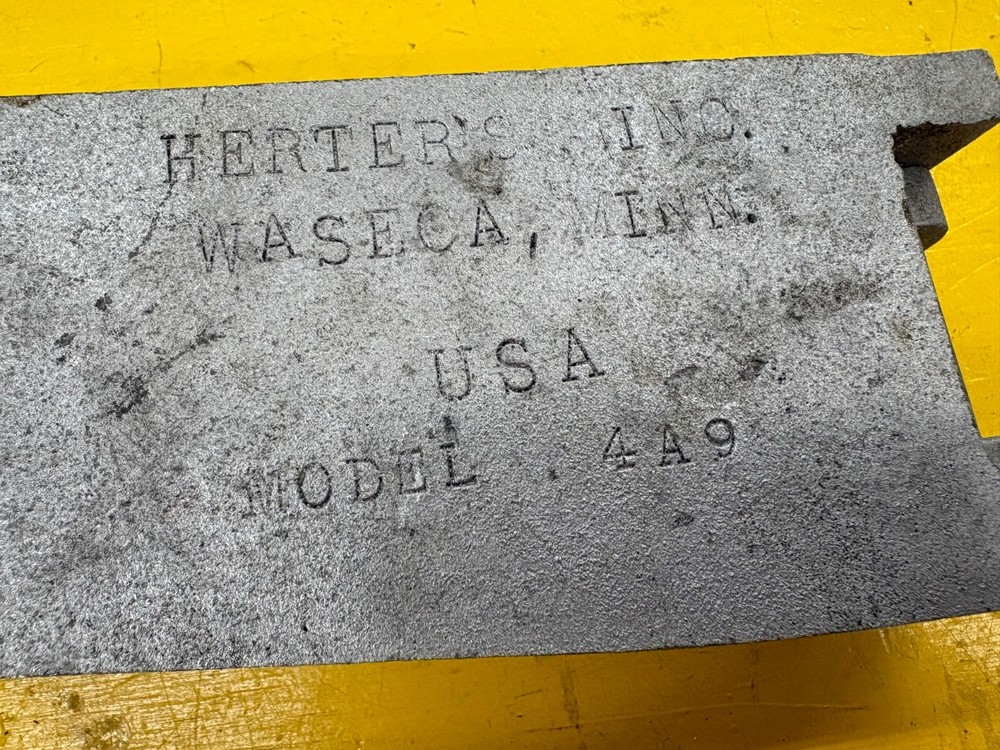 HERTER'S INC.
WASECA, MINN.
USA
MODEL . 4A9